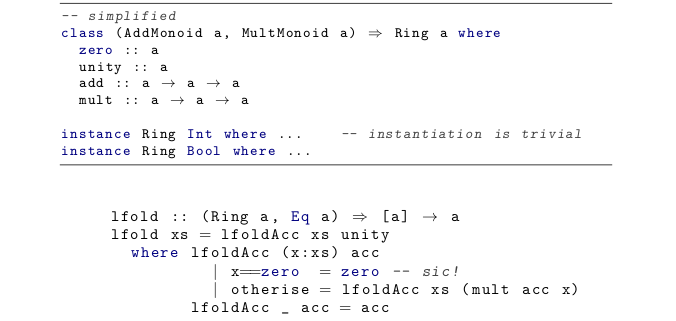 -- simplified
class (AddMonoid a, MultMonoid a) ⇒ Ring a where
  zero :: a
  unity :: a
  add :: a → a → a
  mult :: a → a → a
instance Ring Int where ...    -- instantiation is trivial
instance Ring Bool where ...
lfold :: (Ring a, Eq a) ⇒ [a] → a
lfold xs = lfoldAcc xs unity
  where lfoldAcc (x:xs) acc
          | x==zero  = zero -- sic!
          | otherise = lfoldAcc xs (mult acc x)
        lfoldAcc _ acc = acc